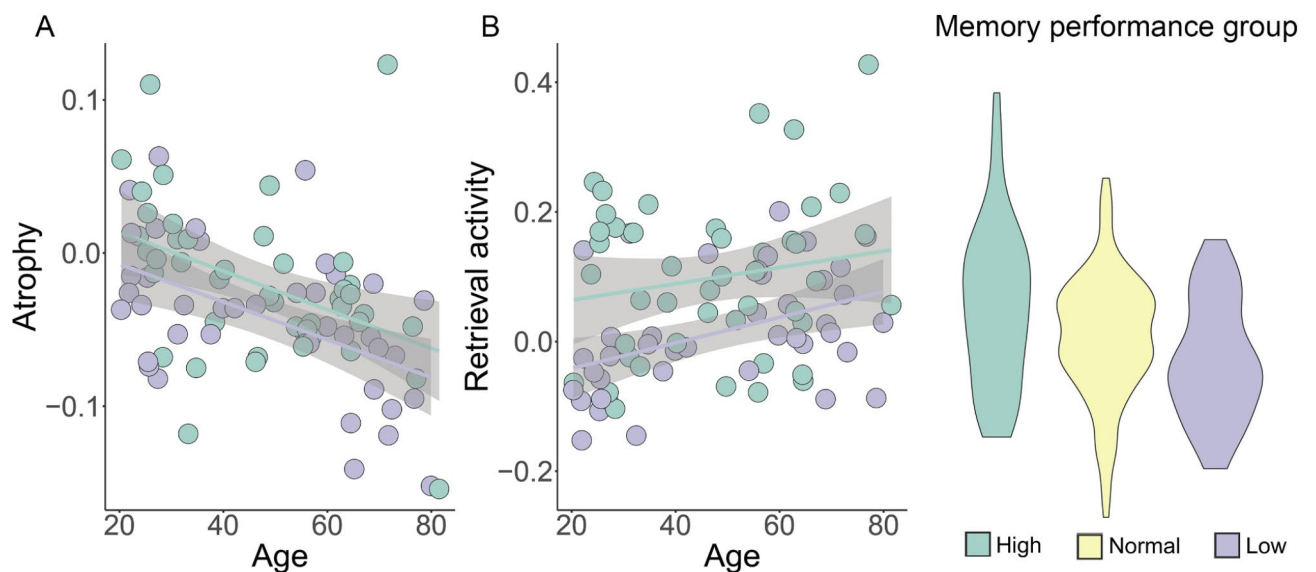 A
B
Memory performance group
0.1
0.0
−0.1
Atrophy
20
40
60
80
Age
0.4
0.2
0.0
−0.2
Retrieval activity
20
40
60
80
Age
High
Normal
Low